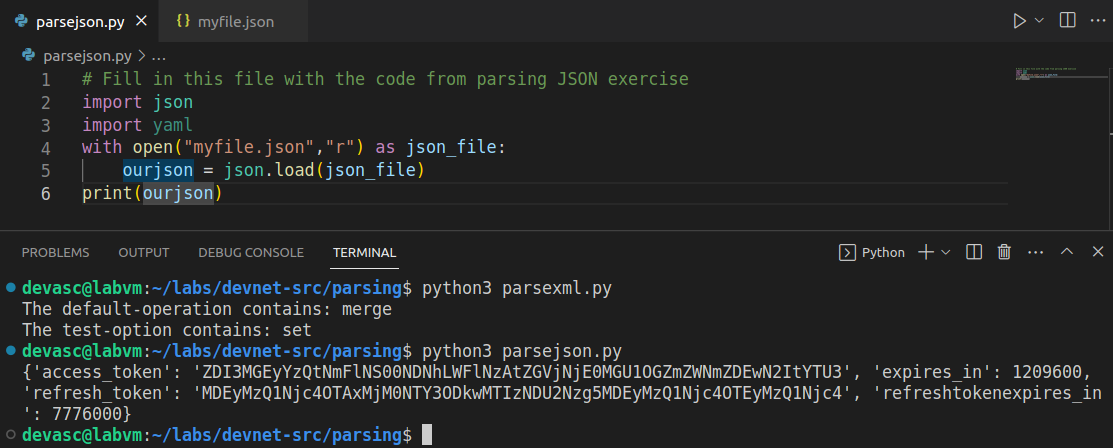 parsejson.py
myfile.json
parsejson.py > ...
1 # Fill in this file with the code from parsing JSON exercise
2 import json
3 import yaml
4 with open("myfile.json","r") as json_file:
5     ourjson = json.load(json_file)
6 print(ourjson)
PROBLEMS OUTPUT DEBUG CONSOLE TERMINAL Python
devasc@labvm:~/labs/devnet-src/parsing$ python3 parsexml.py
The default-operation contains: merge
The test-option contains: set
devasc@labvm:~/labs/devnet-src/parsing$ python3 parsejson.py
{'access_token': 'ZDI3MGEyYzQtNmFlNS00NDNhLWFlNzAtZGVjNjE0MGU1OGZmZWNmZDEwN2ItYTU3', 'expires_in': 1209600,
'refresh_token': 'MDEyMzQ1Njc4OTAxMjM0NTY3ODkwMTIzNDU2Nzg5MDEyMzQ1Njc4OTEyMzQ1Njc4', 'refreshtokenexpires_in
': 7776000}
devasc@labvm:~/labs/devnet-src/parsing$